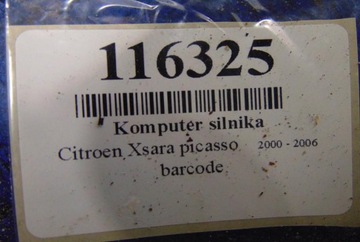 116325
Komputer silnika
Citroen Xsara picasso 2000 - 2006
barcode